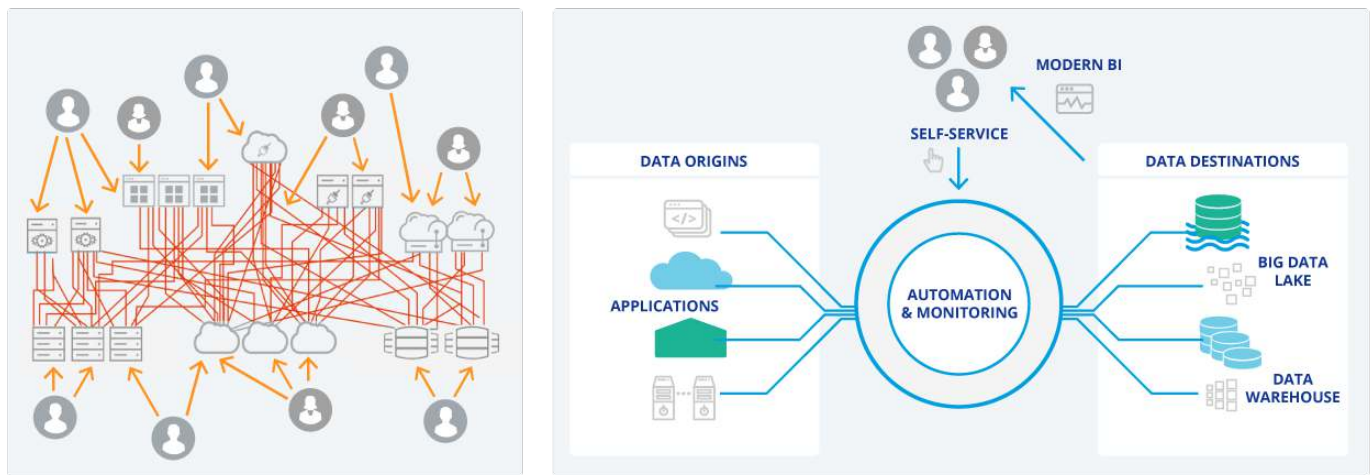 MODERN BI
SELF-SERVICE
DATA ORIGINS
DATA DESTINATIONS
</>
APPLICATIONS
AUTOMATION
& MONITORING
BIG DATA
LAKE
DATA
WAREHOUSE